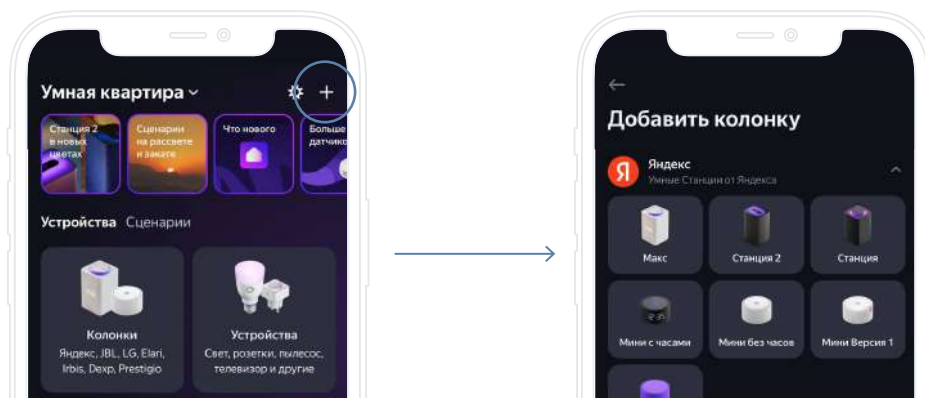 Умная квартира
Станция 2
в новых
цветах
Сценарии
на рассвете
и закате
Что нового
Больше
датчико
Устройства Сценарии
Колонки
Яндекс, JBL, LG, Elari,
Irbis, Dexp, Prestigio
Устройства
Свет, розетки, пылесос,
телевизор и другие
Добавить колонку
Я
Яндекс
Умные Станции от Яндекса
Макс
Станция 2
Станция
Мини с часами
Мини без часов
Мини Версия 1